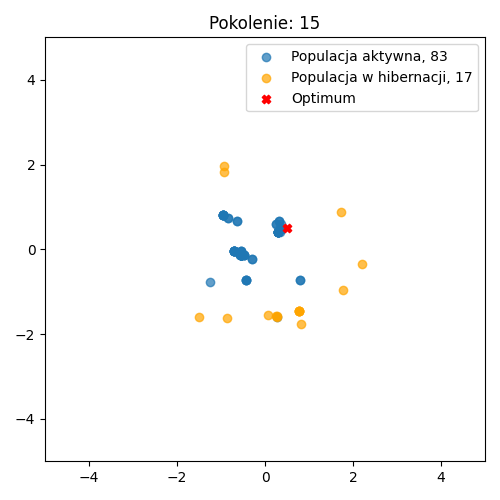 Pokolenie: 15
Populacja aktywna, 83
Populacja w hibernacji, 17
Optimum
4
2
0
−2
−4
−4
−2
0
2
4